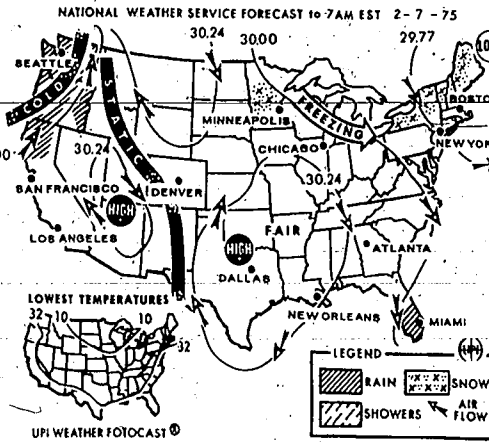 NATIONAL WEATHER SERVICE FORECAST to 7AM EST 2-7-75
30.24
30.00
29.77
SEATTLE
COLD
STATIC
FREEZING
BOSTON
MINNEAPOLIS
NEW YORK
CHICAGO
30.24
30.24
SAN FRANCISCO
DENVER
HIGH
FAIR
LOS ANGELES
HIGH
ATLANTA
DALLAS
LOWEST TEMPERATURES
NEW ORLEANS
MIAMI
32
10
10
32
LEGEND
RAIN
SNOW
SHOWERS
AIR FLOW
UPI WEATHER FOTOCAST ®